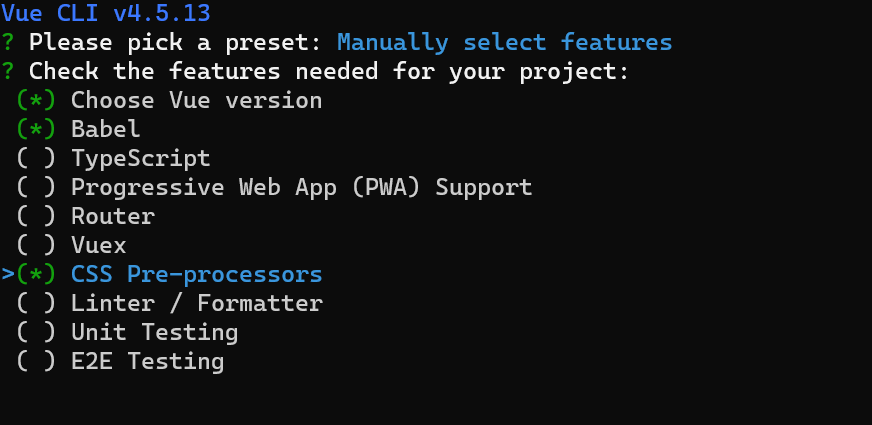 Vue CLI v4.5.13
? Please pick a preset: Manually select features
? Check the features needed for your project:
 (*) Choose Vue version
 (*) Babel
 ( ) TypeScript
 ( ) Progressive Web App (PWA) Support
 ( ) Router
 ( ) Vuex
>(*) CSS Pre-processors
 ( ) Linter / Formatter
 ( ) Unit Testing
 ( ) E2E Testing